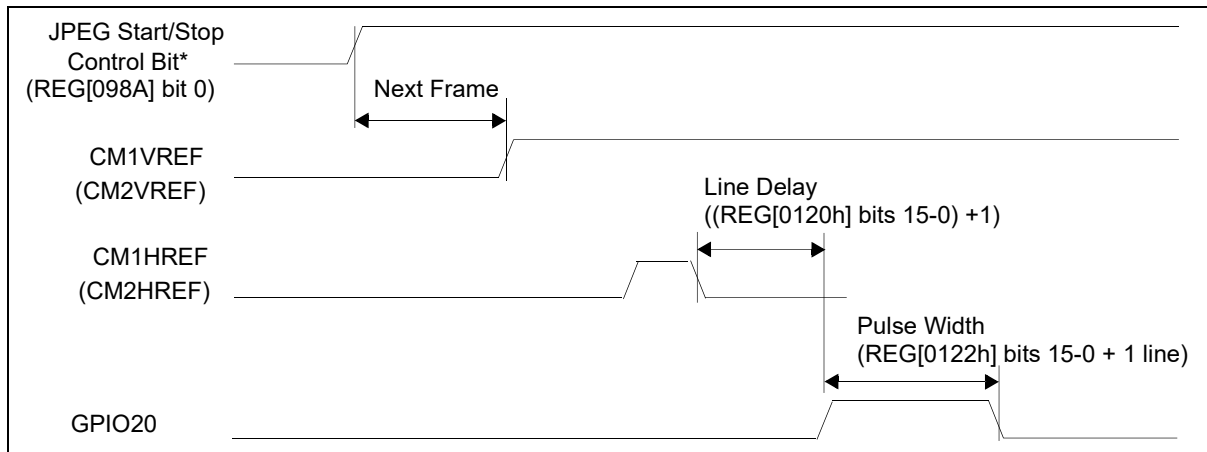 JPEG Start/Stop
Control Bit*
(REG[098A] bit 0)
Next Frame
CM1VREF
(CM2VREF)
Line Delay
((REG[0120h] bits 15-0) +1)
CM1HREF
(CM2HREF)
Pulse Width
(REG[0122h] bits 15-0 + 1 line)
GPIO20